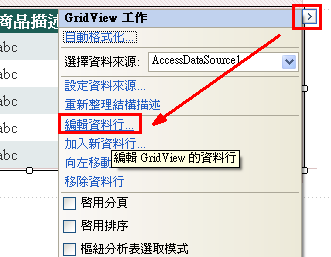 商品描述
GridView 工作
自動格式化...
選擇資料來源:
AccessDataSource1
設定資料來源...
重新整理結構描述
編輯資料行...
加入新資料行...
編輯 GridView 的資料行
向左移動
移除資料行
啓用分頁
啓用排序
樞紐分析表選取模式
abc
abc
abc
abc
abc